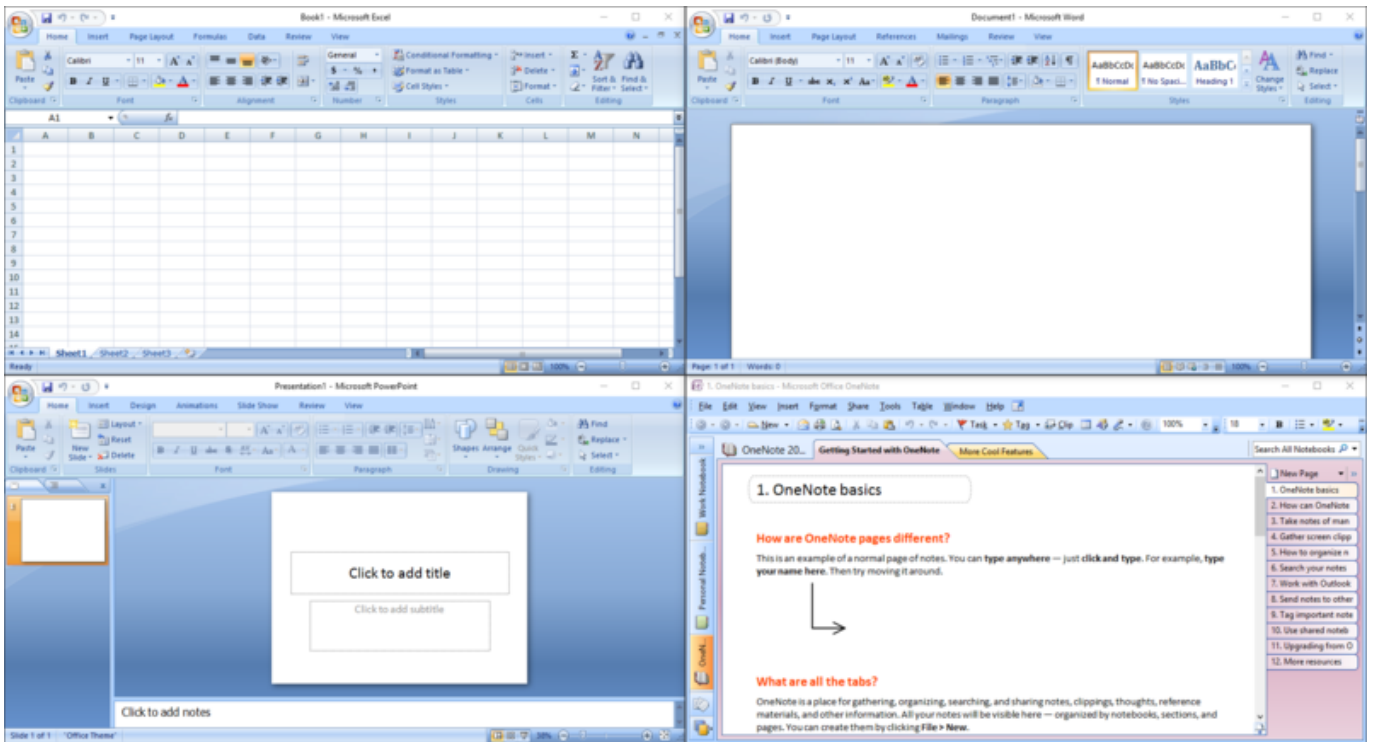 Book1 - Microsoft Excel
Home Insert Page Layout Formulas Data Review View
Calibri 11 A A General Conditional Formatting Insert Σ
Paste B I U A $ % , Format as Table Delete Sort & Find &
Cell Styles Format Filter Select
Clipboard Font Alignment Number Styles Cells Editing
A1 fx
A B C D E F G H I J K L M N
1
2
3
4
5
6
7
8
9
10
11
12
13
14
Sheet1 Sheet2 Sheet3
Ready 100%
Document1 - Microsoft Word
Home Insert Page Layout References Mailings Review View
Calibri (Body) 11 A A Find
Paste B I U abc x, x' Aa A AaBbCcDc AaBbCcDc AaBbC Change Replace
¶ Normal ¶ No Spaci... Heading 1 Styles Select
Clipboard Font Paragraph Styles Editing
Page: 1 of 1 Words: 0 100%
Presentation1 - Microsoft PowerPoint
Home Insert Design Animations Slide Show Review View
Layout Find
Paste New Reset Shapes Arrange Quick Replace
Slide Delete B I U abc S AV Aa A Styles Select
Clipboard Slides Font Paragraph Drawing Editing
1
Click to add title
Click to add subtitle
Click to add notes
Slide 1 of 1 "Office Theme" 38%
1. OneNote basics - Microsoft Office OneNote
File Edit View Insert Format Share Tools Table Window Help
New Task Tag Clip 100% 18 B
OneNote 20... Getting Started with OneNote More Cool Features Search All Notebooks
Work Notebook
Personal Noteb...
OneN...
1. OneNote basics
How are OneNote pages different?
This is an example of a normal page of notes. You can type anywhere — just click and type. For example, type
your name here. Then try moving it around.
What are all the tabs?
OneNote is a place for gathering, organizing, searching, and sharing notes, clippings, thoughts, reference
materials, and other information. All your notes will be visible here — organized by notebooks, sections, and
pages. You can create them by clicking File > New.
New Page
1. OneNote basics
2. How can OneNote
3. Take notes of man
4. Gather screen clipp
5. How to organize n
6. Search your notes
7. Work with Outlook
8. Send notes to other
9. Tag important note
10. Use shared noteb
11. Upgrading from O
12. More resources